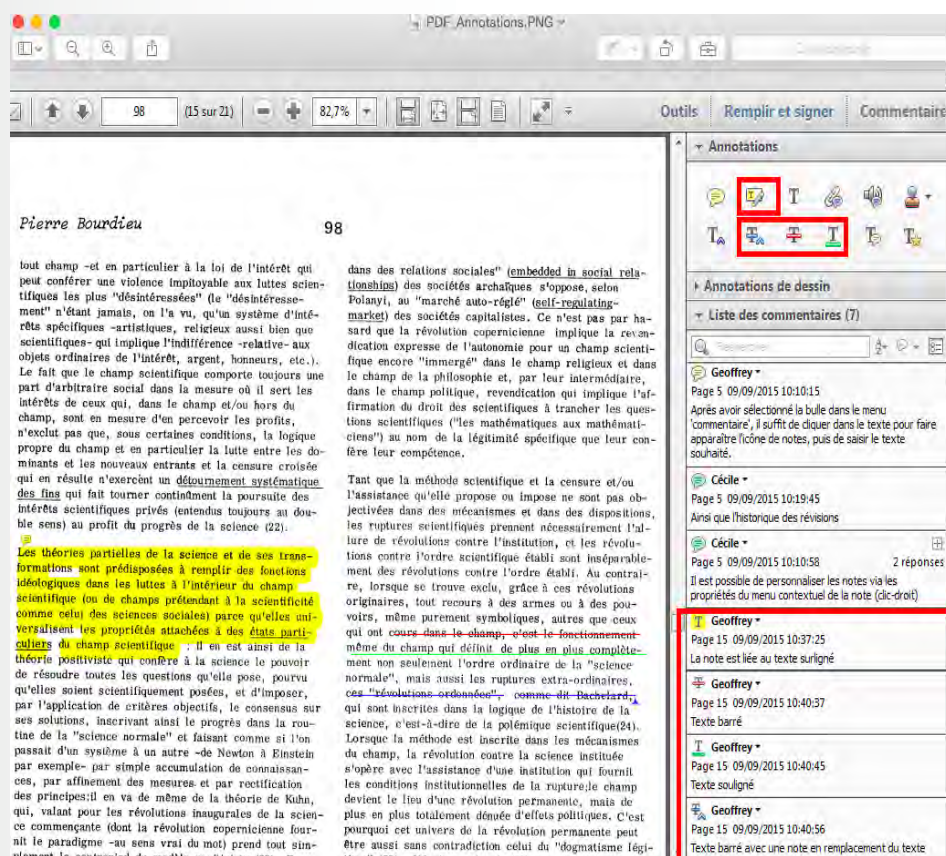 PDF_Annotations.PNG
98 (15 sur 21) 82,7% Outils Remplir et signer Commentaire
Pierre Bourdieu 98
tout champ -et en particulier à la loi de l'intérêt qui
peut conférer une violence impitoyable aux luttes scien-
tifiques les plus "désintéressées" (le "désintéresse-
ment" n'étant jamais, on l'a vu, qu'un système d'inté-
rêts spécifiques -artistiques, religieux aussi bien que
scientifiques- qui implique l'indifférence -relative- aux
objets ordinaires de l'intérêt, argent, honneurs, etc.).
Le fait que le champ scientifique comporte toujours une
part d'arbitraire social dans la mesure où il sert les
intérêts de ceux qui, dans le champ et/ou hors du
champ, sont en mesure d'en percevoir les profits,
n'exclut pas que, sous certaines conditions, la logique
propre du champ et en particulier la lutte entre les do-
minants et les nouveaux entrants et la censure croisée
qui en résulte n'exercent un détournement systématique
des fins qui fait tourner continûment la poursuite des
intérêts scientifiques privés (entendus toujours au dou-
ble sens) au profit du progrès de la science (22).
Les théories partielles de la science et de ses trans-
formations sont prédisposées à remplir des fonctions
idéologiques dans les luttes à l'intérieur du champ
scientifique (ou de champs prétendant à la scientificité
comme celui des sciences sociales) parce qu'elles uni-
versalisent les propriétés attachées à des états parti-
culiers du champ scientifique : il en est ainsi de la
théorie positiviste qui confère à la science le pouvoir
de résoudre toutes les questions qu'elle pose, pourvu
qu'elles soient scientifiquement posées, et d'imposer,
par l'application de critères objectifs, le consensus sur
ses solutions, inscrivant ainsi le progrès dans la rou-
tine de la "science normale" et faisant comme si l'on
passait d'un système à un autre -de Newton à Einstein
par exemple- par simple accumulation de connaissan-
ces, par affinement des mesures et par rectification
des principes;il en va de même de la théorie de Kuhn,
qui, valant pour les révolutions inaugurales de la scien-
ce commençante (dont la révolution copernicienne four-
nit le paradigme -au sens vrai du mot) prend tout sim-
dans des relations sociales" (embedded in social rela-
tionships) des sociétés archaïques s'oppose, selon
Polanyi, au "marché auto-réglé" (self-regulating-
market) des sociétés capitalistes. Ce n'est pas par ha-
sard que la révolution copernicienne implique la reven-
dication expresse de l'autonomie pour un champ scienti-
fique encore "immergé" dans le champ religieux et dans
le champ de la philosophie et, par leur intermédiaire,
dans le champ politique, revendication qui implique l'af-
firmation du droit des scientifiques à trancher les ques-
tions scientifiques ("les mathématiques aux mathémati-
ciens") au nom de la légitimité spécifique que leur con-
fère leur compétence.
Tant que la méthode scientifique et la censure et/ou
l'assistance qu'elle propose ou impose ne sont pas ob-
jectivées dans des mécanismes et dans des dispositions,
les ruptures scientifiques prennent nécessairement l'al-
lure de révolutions contre l'institution, et les révolu-
tions contre l'ordre scientifique établi sont inséparable-
ment des révolutions contre l'ordre établi. Au contrai-
re, lorsque se trouve exclu, grâce à ces révolutions
originaires, tout recours à des armes ou à des pou-
voirs, même purement symboliques, autres que ceux
qui ont cours dans le champ, c'est le fonctionnement
même du champ qui définit de plus en plus complète-
ment non seulement l'ordre ordinaire de la "science
normale", mais aussi les ruptures extra-ordinaires,
ces "révolutions ordonnées", comme dit Bachelard,
qui sont inscrites dans la logique de l'histoire de la
science, c'est-à-dire de la polémique scientifique(24).
Lorsque la méthode est inscrite dans les mécanismes
du champ, la révolution contre la science instituée
s'opère avec l'assistance d'une institution qui fournit
les conditions institutionnelles de la rupture;le champ
devient le lieu d'une révolution permanente, mais de
plus en plus totalement dénuée d'effets politiques. C'est
pourquoi cet univers de la révolution permanente peut
être aussi sans contradiction celui du "dogmatisme légi-
Annotations
Annotations de dessin
Liste des commentaires (7)
Rechercher
Geoffrey
Page 5 09/09/2015 10:10:15
Après avoir sélectionné la bulle dans le menu
'commentaire', il suffit de cliquer dans le texte pour faire
apparaître l'icône de notes, puis de saisir le texte
souhaité.
Cécile
Page 5 09/09/2015 10:19:45
Ainsi que l'historique des révisions
Cécile
Page 5 09/09/2015 10:10:58 2 réponses
Il est possible de personnaliser les notes via les
propriétés du menu contextuel de la note (clic-droit)
Geoffrey
Page 15 09/09/2015 10:37:25
La note est liée au texte surligné
Geoffrey
Page 15 09/09/2015 10:40:37
Texte barré
Geoffrey
Page 15 09/09/2015 10:40:45
Texte souligné
Geoffrey
Page 15 09/09/2015 10:40:56
Texte barré avec une note en remplacement du texte